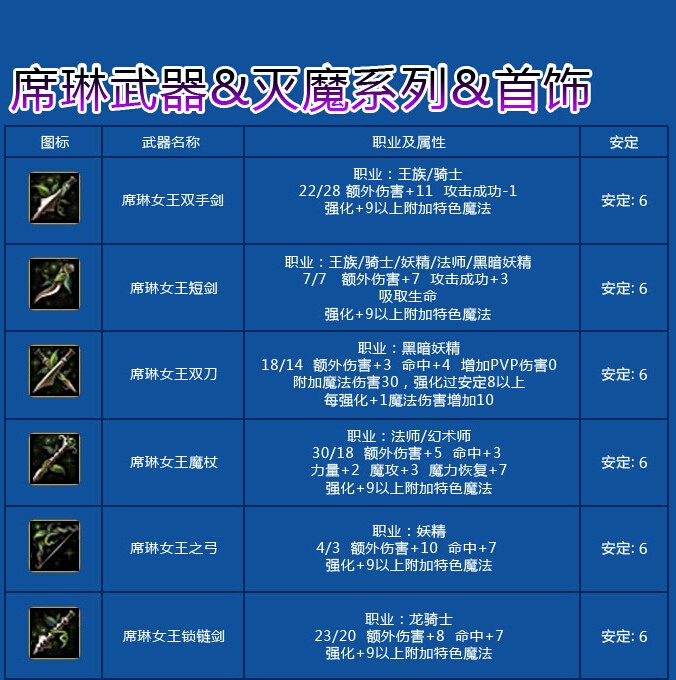 席琳武器&灭魔系列&首饰
图标 武器名称 职业及属性 安定
席琳女王双手剑
职业：王族/骑士
22/28 额外伤害+11 攻击成功-1
强化+9以上附加特色魔法
安定: 6
席琳女王短剑
职业：王族/骑士/妖精/法师/黑暗妖精
7/7 额外伤害+7 攻击成功+3
吸取生命
强化+9以上附加特色魔法
安定: 6
席琳女王双刀
职业：黑暗妖精
18/14 额外伤害+3 命中+4 增加PVP伤害0
附加魔法伤害30，强化过安定8以上
每强化+1魔法伤害增加10
安定: 6
席琳女王魔杖
职业：法师/幻术师
30/18 额外伤害+5 命中+3
力量+2 魔攻+3 魔力恢复+7
强化+9以上附加特色魔法
安定: 6
席琳女王之弓
职业：妖精
4/3 额外伤害+10 命中+7
强化+9以上附加特色魔法
安定: 6
席琳女王锁链剑
职业：龙骑士
23/20 额外伤害+8 命中+7
强化+9以上附加特色魔法
安定: 6